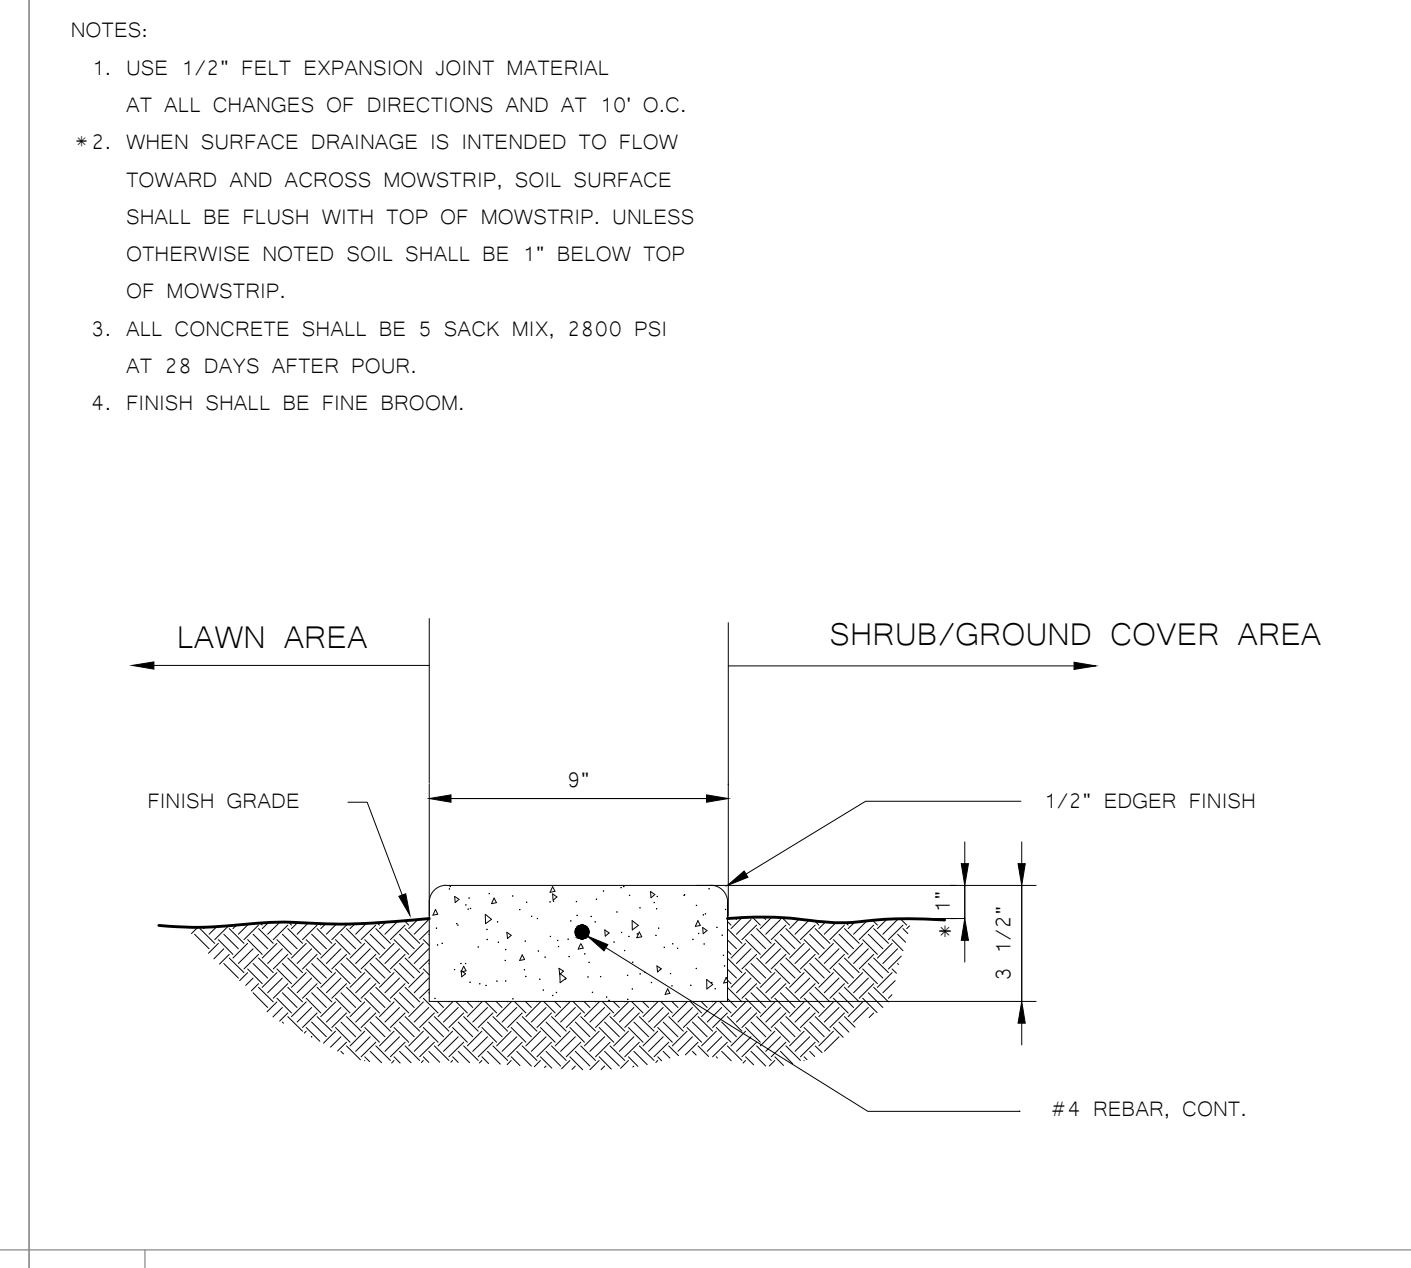 NOTES:
1. USE 1/2" FELT EXPANSION JOINT MATERIAL
AT ALL CHANGES OF DIRECTIONS AND AT 10' O.C.
*2. WHEN SURFACE DRAINAGE IS INTENDED TO FLOW
TOWARD AND ACROSS MOWSTRIP, SOIL SURFACE
SHALL BE FLUSH WITH TOP OF MOWSTRIP. UNLESS
OTHERWISE NOTED SOIL SHALL BE 1" BELOW TOP
OF MOWSTRIP.
3. ALL CONCRETE SHALL BE 5 SACK MIX, 2800 PSI
AT 28 DAYS AFTER POUR.
4. FINISH SHALL BE FINE BROOM.
LAWN AREA
SHRUB/GROUND COVER AREA
9"
FINISH GRADE
1/2" EDGER FINISH
* 1"
3 1/2"
#4 REBAR, CONT.